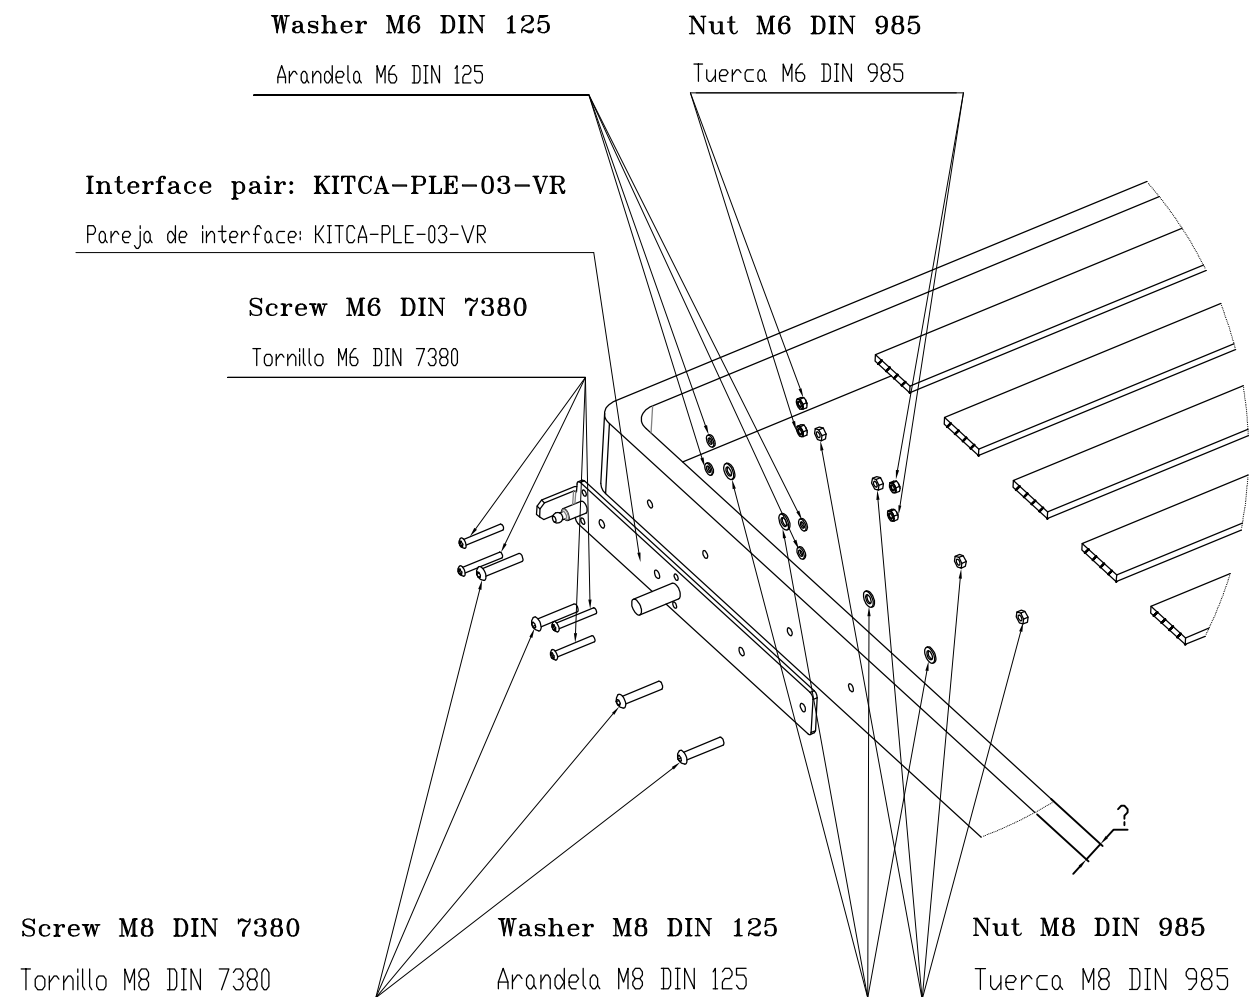 Washer M6 DIN 125
Arandela M6 DIN 125
Nut M6 DIN 985
Tuerca M6 DIN 985
Interface pair: KITCA-PLE-03-VR
Pareja de interface: KITCA-PLE-03-VR
Screw M6 DIN 7380
Tornillo M6 DIN 7380
?
Screw M8 DIN 7380
Tornillo M8 DIN 7380
Washer M8 DIN 125
Arandela M8 DIN 125
Nut M8 DIN 985
Tuerca M8 DIN 985